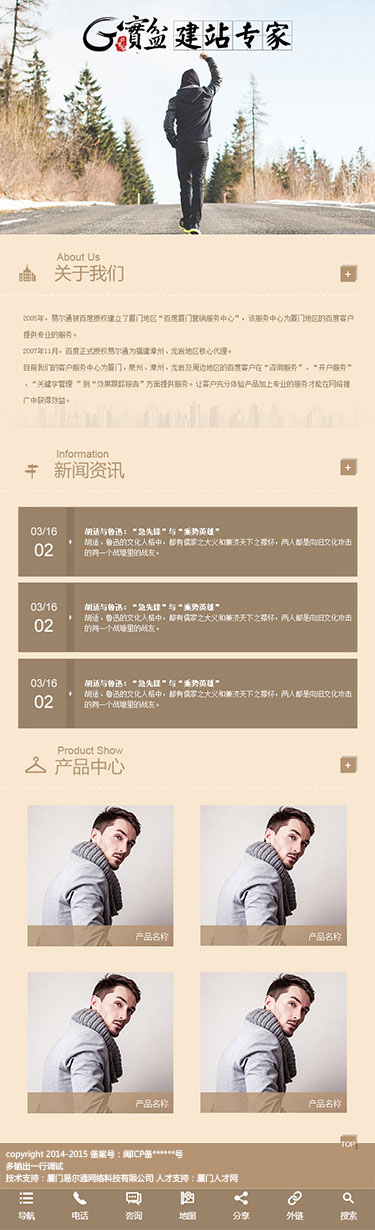 G寶盆 建站专家
About Us
关于我们
+
2005年，易尔通被百度授权建立了厦门地区“百度厦门营销服务中心”，该服务中心为厦门地区的百度客户
提供专业的服务。
2007年11月，百度正式授权易尔通为福建漳州、龙岩地区核心代理。
目前我们的客户服务中心为厦门、泉州、漳州、龙岩及周边地区的百度客户在“咨询服务”、“开户服务”
、“关键字管理 ”到“效果跟踪报告”方面提供服务。让客户充分体验产品加上专业的服务才能在网络推
广中获得效益。
Information
新闻资讯
+
03/16
02
胡适与鲁迅：“急先锋”与“乘势英雄”
胡适、鲁迅的文化人格中，都有儒家之大义和兼济天下之襟怀，两人都是向旧文化攻击
的同一个战壕里的战友。
03/16
02
胡适与鲁迅：“急先锋”与“乘势英雄”
胡适、鲁迅的文化人格中，都有儒家之大义和兼济天下之襟怀，两人都是向旧文化攻击
的同一个战壕里的战友。
03/16
02
胡适与鲁迅：“急先锋”与“乘势英雄”
胡适、鲁迅的文化人格中，都有儒家之大义和兼济天下之襟怀，两人都是向旧文化攻击
的同一个战壕里的战友。
Product Show
产品中心
+
产品名称
产品名称
产品名称
产品名称
TOP
copyright 2014-2015 备案号：闽ICP备******号
多输出一行调试
技术支持：厦门易尔通网络科技有限公司 人才支持：厦门人才网
导航 电话 咨询 地图 分享 外链 搜索